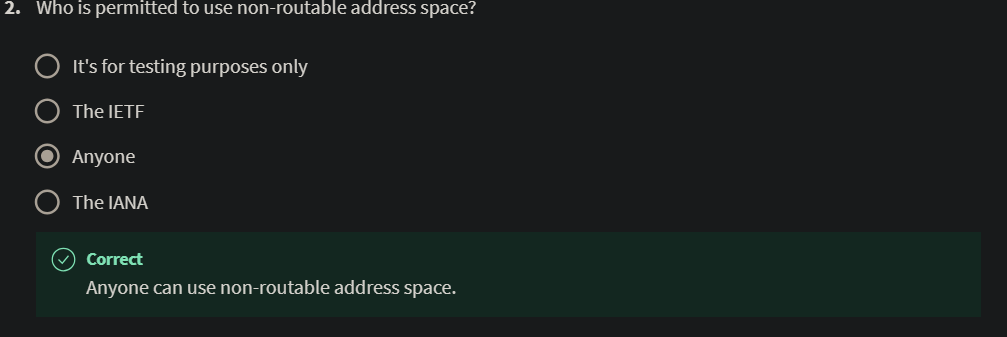 2. Who is permitted to use non-routable address space?
It's for testing purposes only
The IETF
Anyone
The IANA
Correct
Anyone can use non-routable address space.